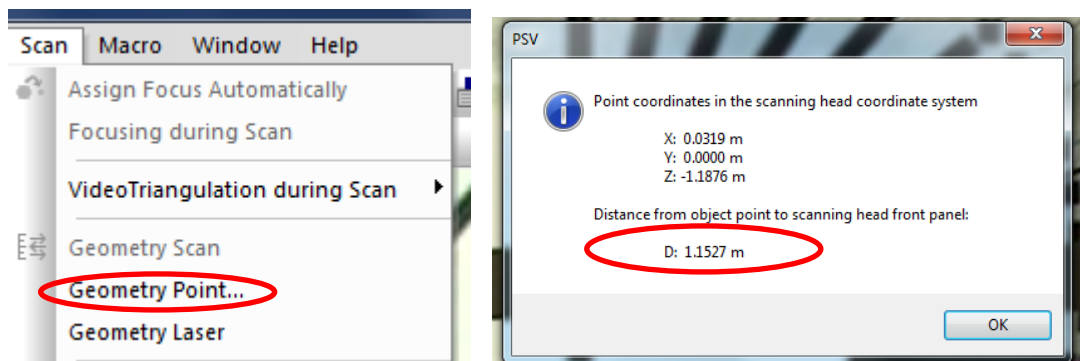 Scan Macro Window Help
Assign Focus Automatically
Focusing during Scan
VideoTriangulation during Scan
Geometry Scan
Geometry Point...
Geometry Laser
PSV
Point coordinates in the scanning head coordinate system
X: 0.0319 m
Y: 0.0000 m
Z: -1.1876 m
Distance from object point to scanning head front panel:
D: 1.1527 m
OK